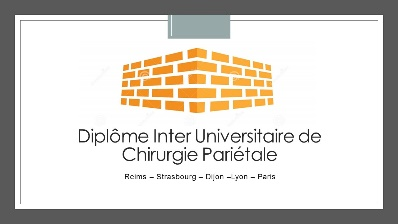 Diplôme Inter Universitaire de
Chirurgie Pariétale
Reims – Strasbourg – Dijon –Lyon – Paris